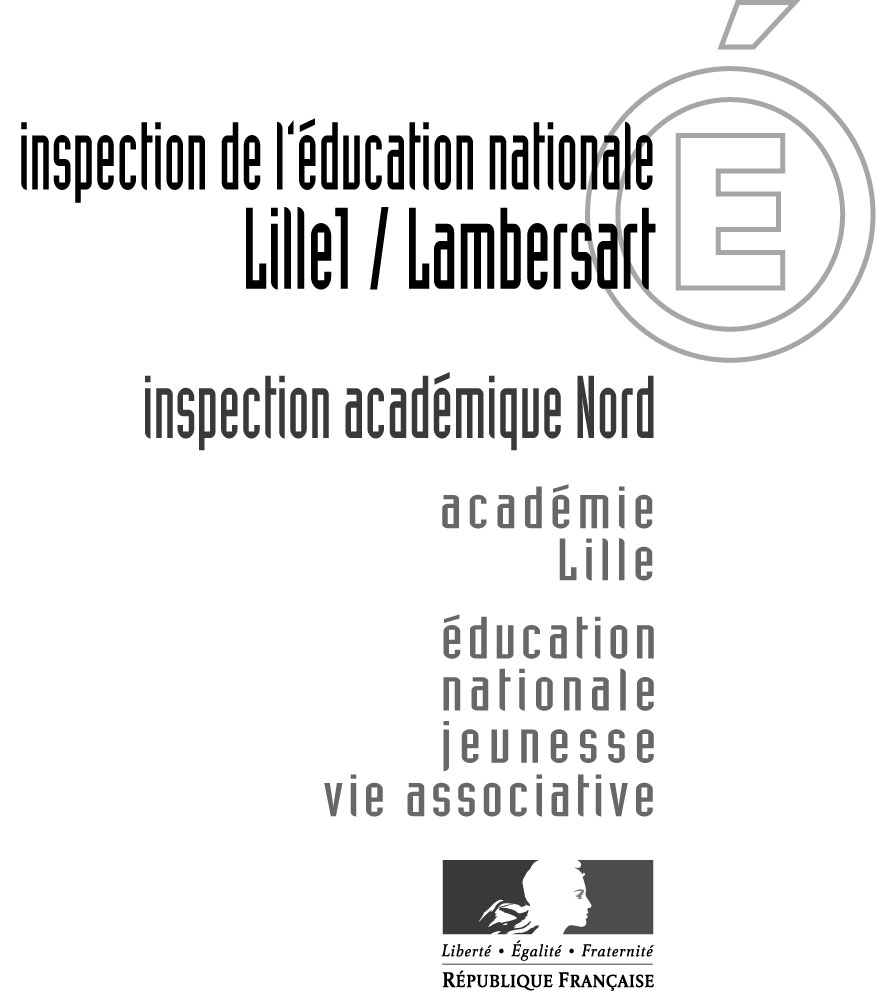 É
inspection de l'éducation nationale
Lille1 / Lambersart
inspection académique Nord
académie
Lille
éducation
nationale
jeunesse
vie associative
Liberté • Égalité • Fraternité
RÉPUBLIQUE FRANÇAISE